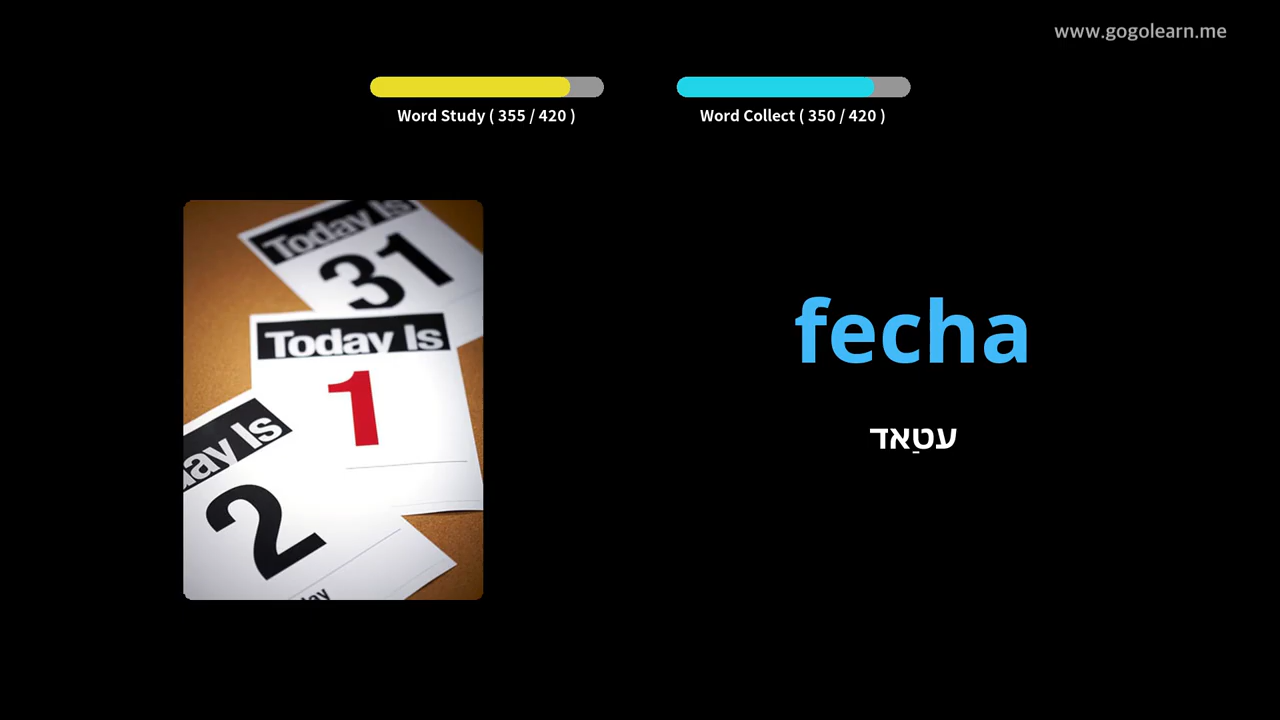 www.gogolearn.me
Word Study ( 355 / 420 )
Word Collect ( 350 / 420 )
Today Is
31
Today Is
1
ay Is
2
ay
fecha
עטַאד